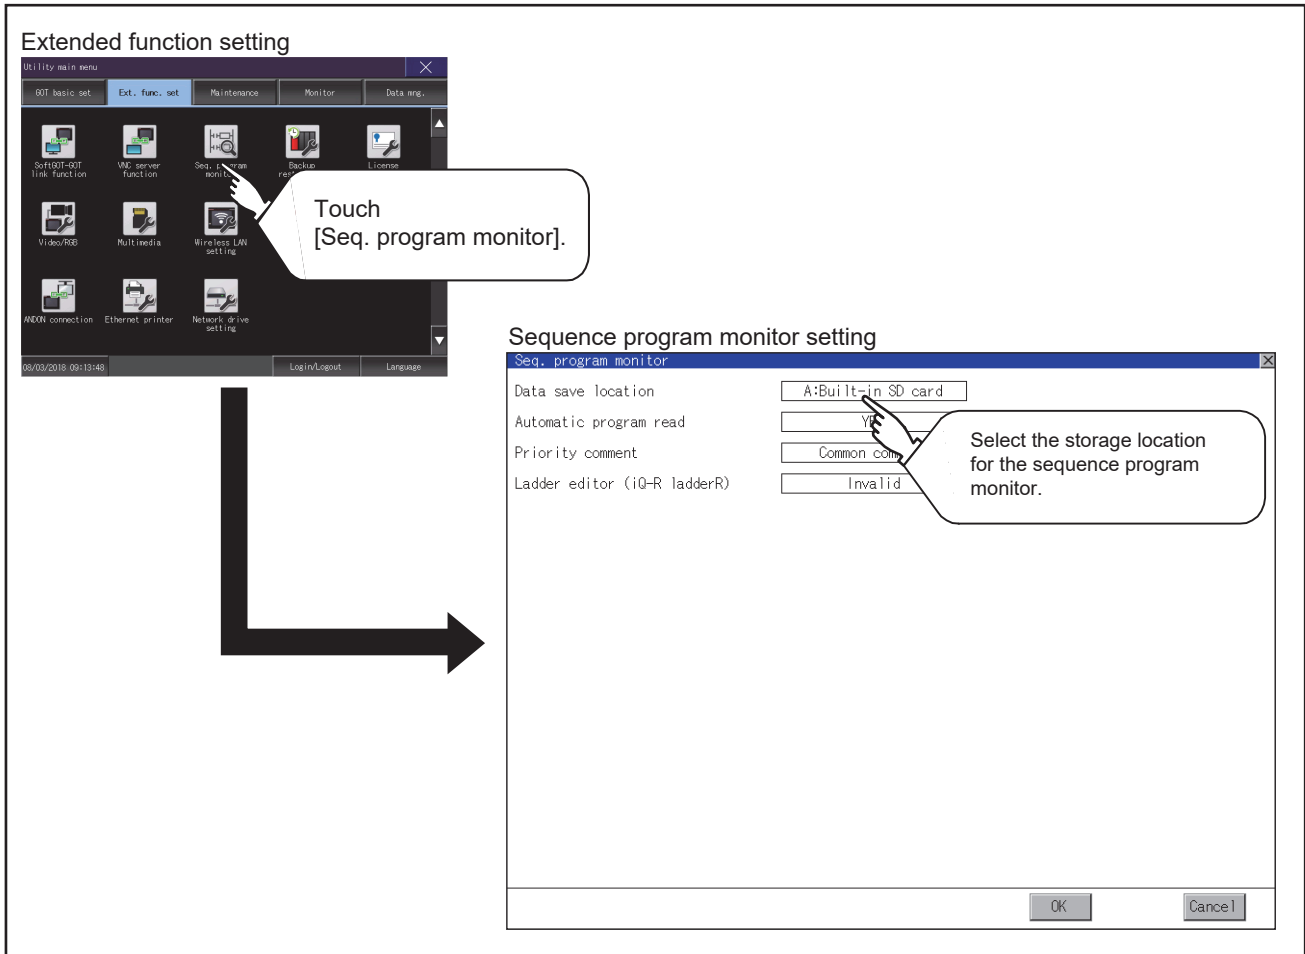 Extended function setting
Utility main menu
GOT basic set
Ext. func. set
Maintenance
Monitor
Data mng.
SoftGOT-GOT
link function
VNC server
function
Seq. program
Backup
License
Touch
[Seq. program monitor].
Video/RGB
Multimedia
Wireless LAN
setting
ANDON connection
Ethernet printer
Network drive
setting
08/03/2018 09:13:48
Login/Logout
Language
Sequence program monitor setting
Seq. program monitor
Data save location
A:Built-in SD card
Automatic program read
Priority comment
Common
Ladder editor (iQ-R ladderR)
Invalid
Select the storage location
for the sequence program
monitor.
OK
Cancel